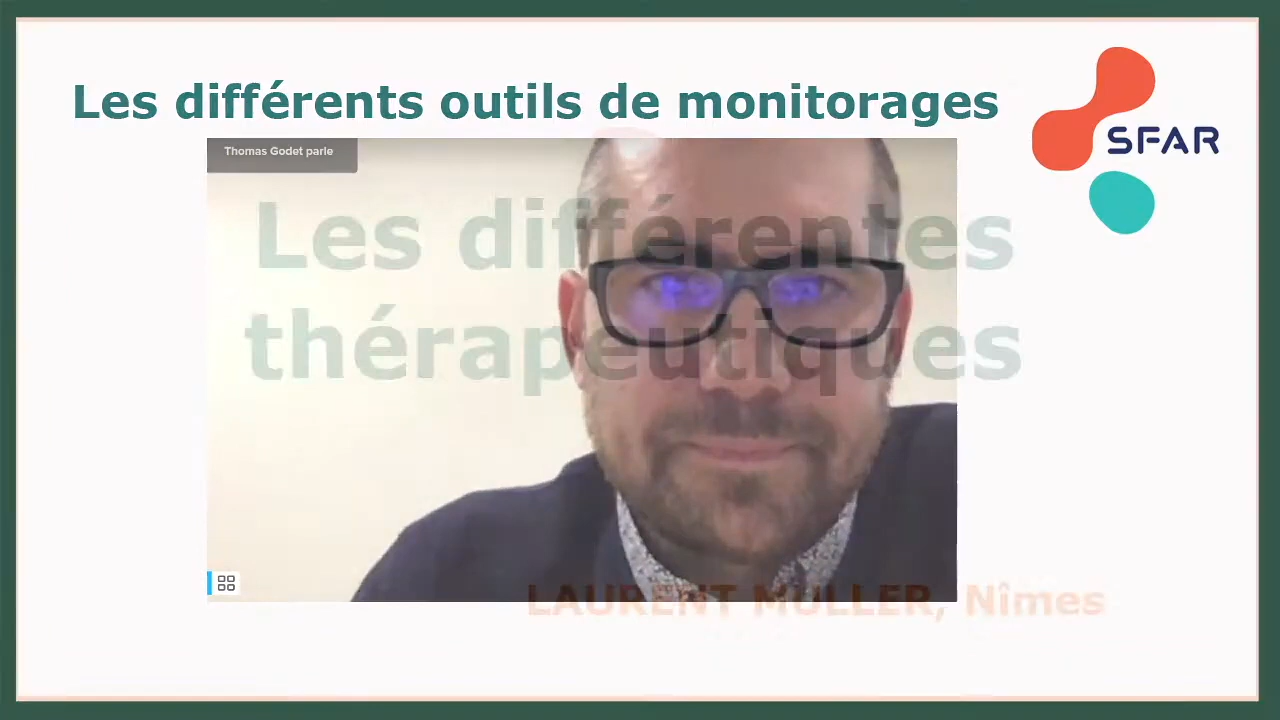 Les différents outils de monitorages
SFAR
Thomas Godet parle
Les différentes
thérapeutiques
LAURENT MULLER, Nîmes